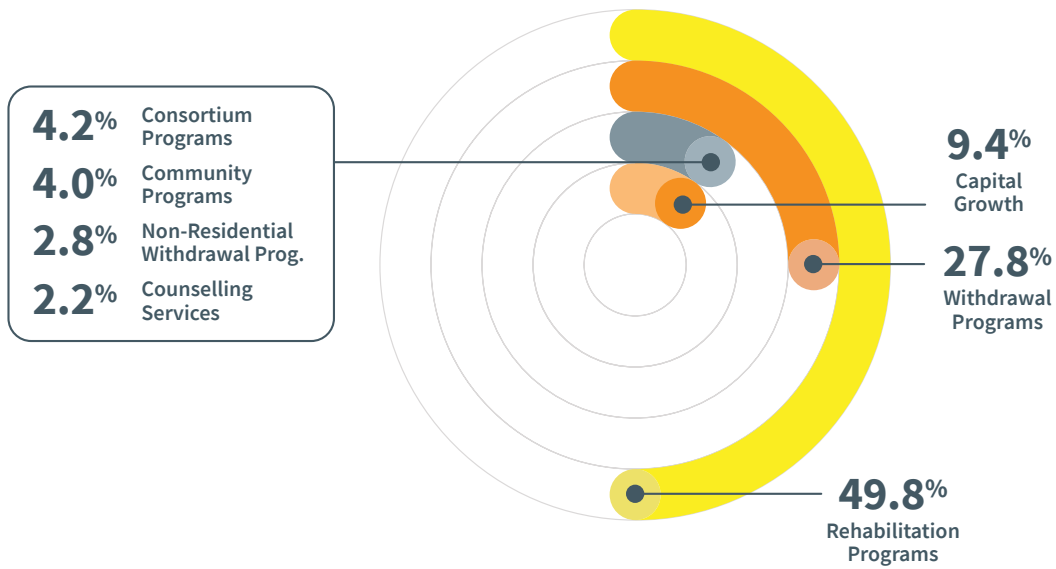 4.2% Consortium
Programs
4.0% Community
Programs
2.8% Non-Residential
Withdrawal Prog.
2.2% Counselling
Services
9.4%
Capital
Growth
27.8%
Withdrawal
Programs
49.8%
Rehabilitation
Programs